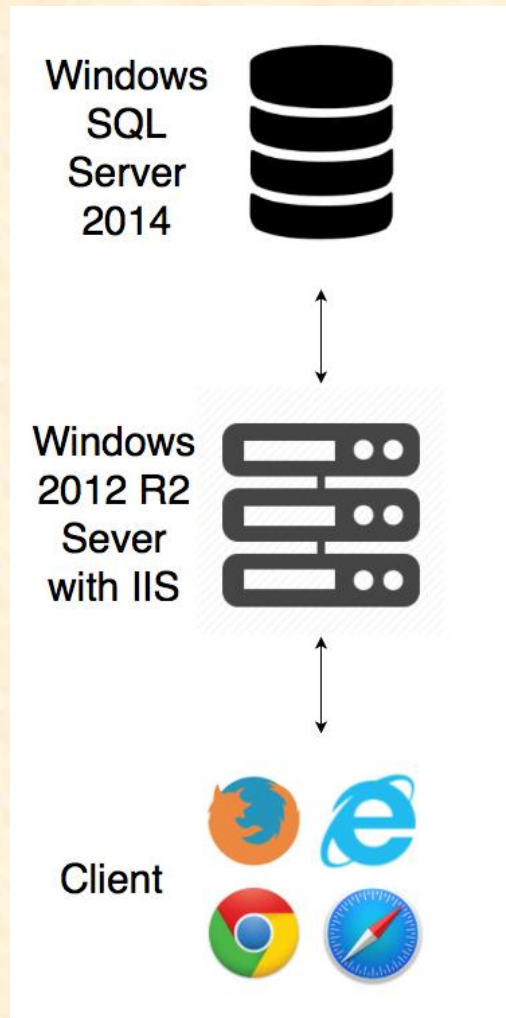 Windows
SQL
Server
2014
Windows
2012 R2
Sever
with IIS
Client